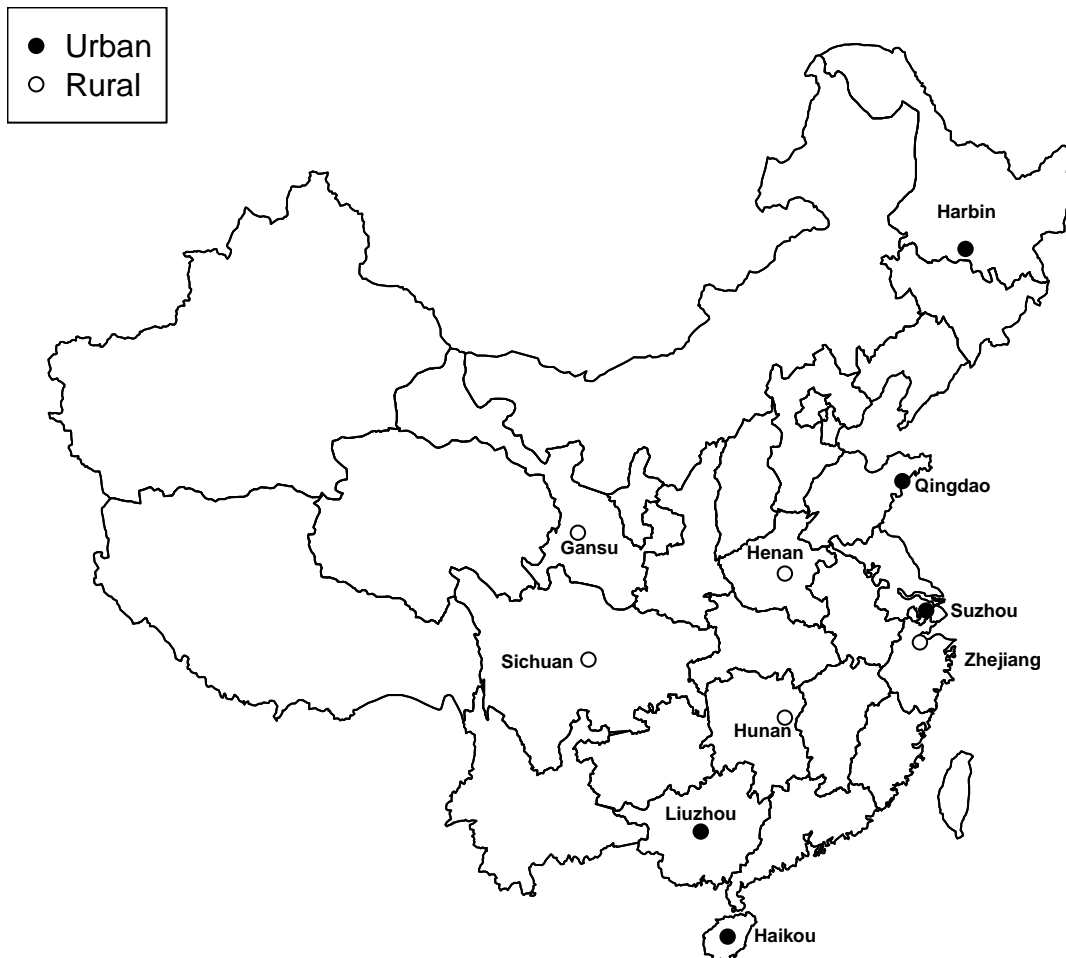 Urban
Rural
Harbin
Qingdao
Gansu
Henan
Suzhou
Sichuan
Zhejiang
Hunan
Liuzhou
Haikou